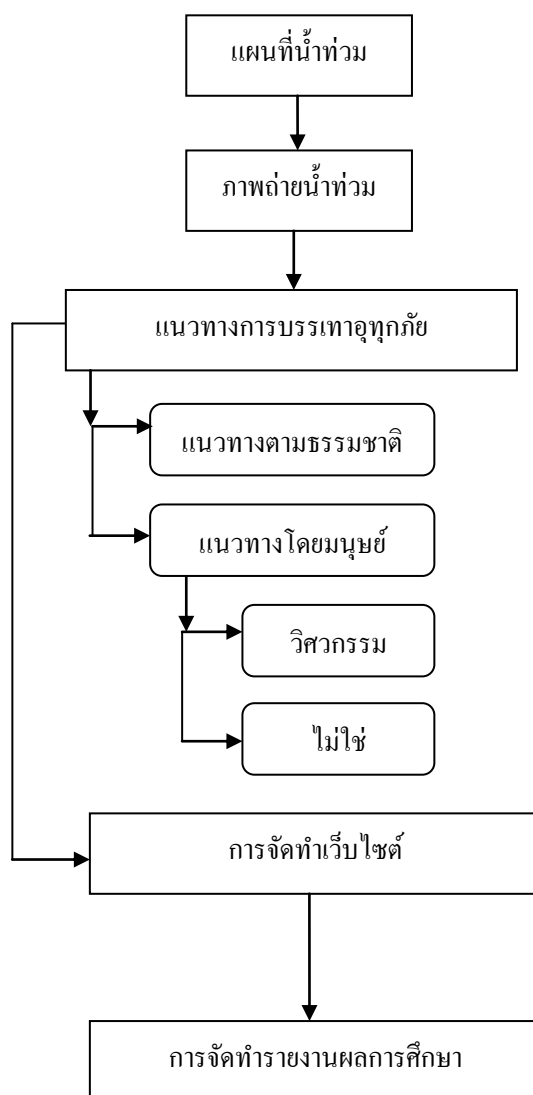 แผนที่น้ำท่วม
ภาพถ่ายน้ำท่วม
แนวทางการบรรเทาอุทกภัย
แนวทางตามธรรมชาติ
แนวทางโดยมนุษย์
วิศวกรรม
ไม่ใช่
การจัดทำเว็บไซต์
การจัดทำรายงานผลการศึกษา